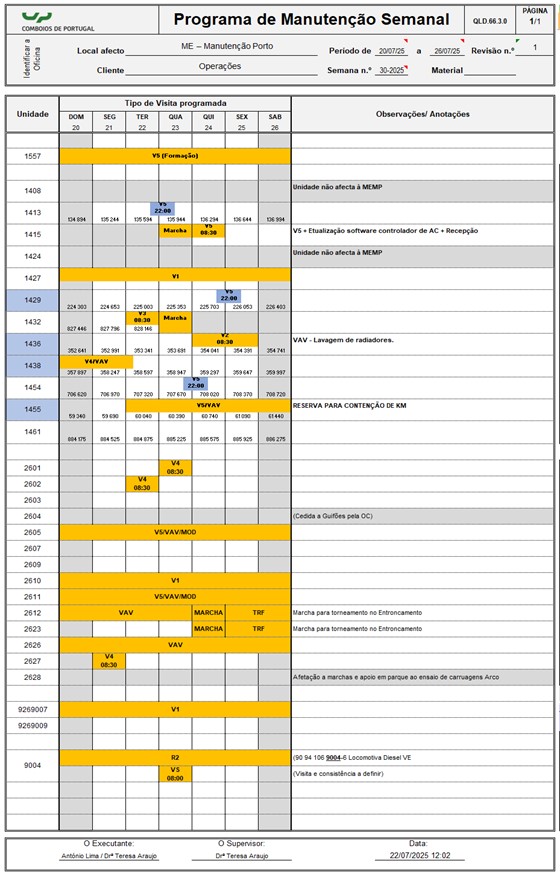 COMBOIOS DE PORTUGAL
Programa de Manutenção Semanal
QLD.66.3.0
PÁGINA
1/1
Identificar a Oficina
Local afecto ME – Manutenção Porto Período de 20/07/25 a 26/07/25 Revisão n.º 1
Cliente Operações Semana n.º 30-2025 Material
Unidade Tipo de Visita programada Observações/ Anotações
DOM SEG TER QUA QUI SEX SAB
20 21 22 23 24 25 26
1557 V5 (Formação)
1408 Unidade não afecta à MEMP
1413 V5 22:00
134 894 135 244 135 594 135 944 136 294 136 644 136 994
1415 Marcha V5 08:30 V5 + Etualização software controlador de AC + Recepção
1424 Unidade não afecta à MEMP
1427 V1
1429 V5 22:00
224 303 224 653 225 003 225 353 225 703 226 053 226 403
1432 V3 08:30 Marcha
827 446 827 796 828 146
1436 V2 08:30 VAV - Lavagem de radiadores.
352 641 352 991 353 341 353 691 354 041 354 391 354 741
1438 V4/VAV
357 897 358 247 358 597 358 947 359 297 359 647 359 997
1454 V5 22:00
706 620 706 970 707 320 707 670 708 020 708 370 708 720
1455 V5/VAV RESERVA PARA CONTENÇÃO DE KM
59 340 59 690 60 040 60 390 60 740 61 090 61 440
1461
884 175 884 525 884 875 885 225 885 575 885 925 886 275
2601 V4 08:30
2602 V4 08:30
2603
2604 (Cedida a Guifões pela OC)
2605 V5/VAV/MOD
2607
2609
2610 V1
2611 V5/VAV/MOD
2612 VAV MARCHA TRF Marcha para torneamento no Entroncamento
2623 MARCHA TRF Marcha para torneamento no Entroncamento
2626 VAV
2627 V4 08:30
2628 Afetação a marchas e apoio em parque ao ensaio de carruagens Arco
9269007 V1
9269009
9004 R2 (90 94 106 9004-6 Locomotiva Diesel VE
VS 08:00 (Visita e consistência a definir)
O Executante: O Supervisor: Data:
António Lima / Drª Teresa Araujo Drª Teresa Araujo 22/07/2025 12:02